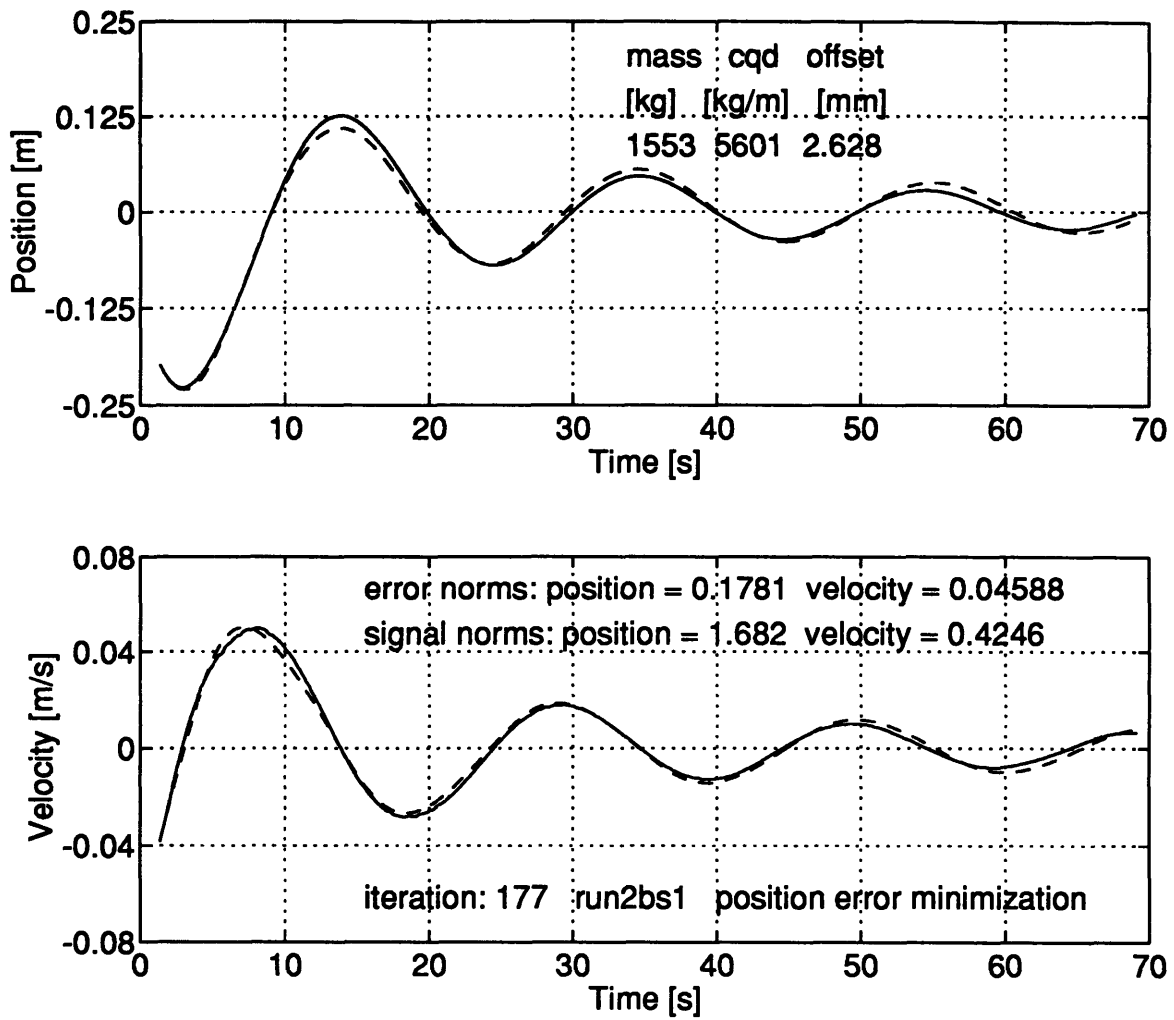 0.25
mass cqd offset
[kg] [kg/m] [mm]
0.125
1553 5601 2.628
Position [m]
0
-0.125
-0.25
0 10 20 30 40 50 60 70
Time [s]
0.08
error norms: position = 0.1781 velocity = 0.04588
signal norms: position = 1.682 velocity = 0.4246
0.04
Velocity [m/s]
0
-0.04
iteration: 177 run2bs1 position error minimization
-0.08
0 10 20 30 40 50 60 70
Time [s]